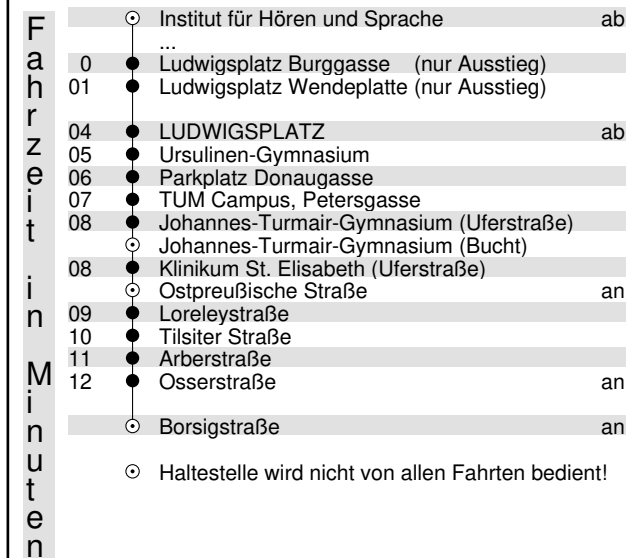 Fahrzeit in Minuten
Institut für Hören und Sprache ab
...
0 Ludwigsplatz Burggasse (nur Ausstieg)
01 Ludwigsplatz Wendeplatte (nur Ausstieg)
04 LUDWIGSPLATZ ab
05 Ursulinen-Gymnasium
06 Parkplatz Donaugasse
07 TUM Campus, Petersgasse
08 Johannes-Turmair-Gymnasium (Uferstraße)
Johannes-Turmair-Gymnasium (Bucht)
08 Klinikum St. Elisabeth (Uferstraße)
Ostpreußische Straße an
09 Loreleystraße
10 Tilsiter Straße
11 Arberstraße
12 Osserstraße an
Borsigstraße an
Haltestelle wird nicht von allen Fahrten bedient!